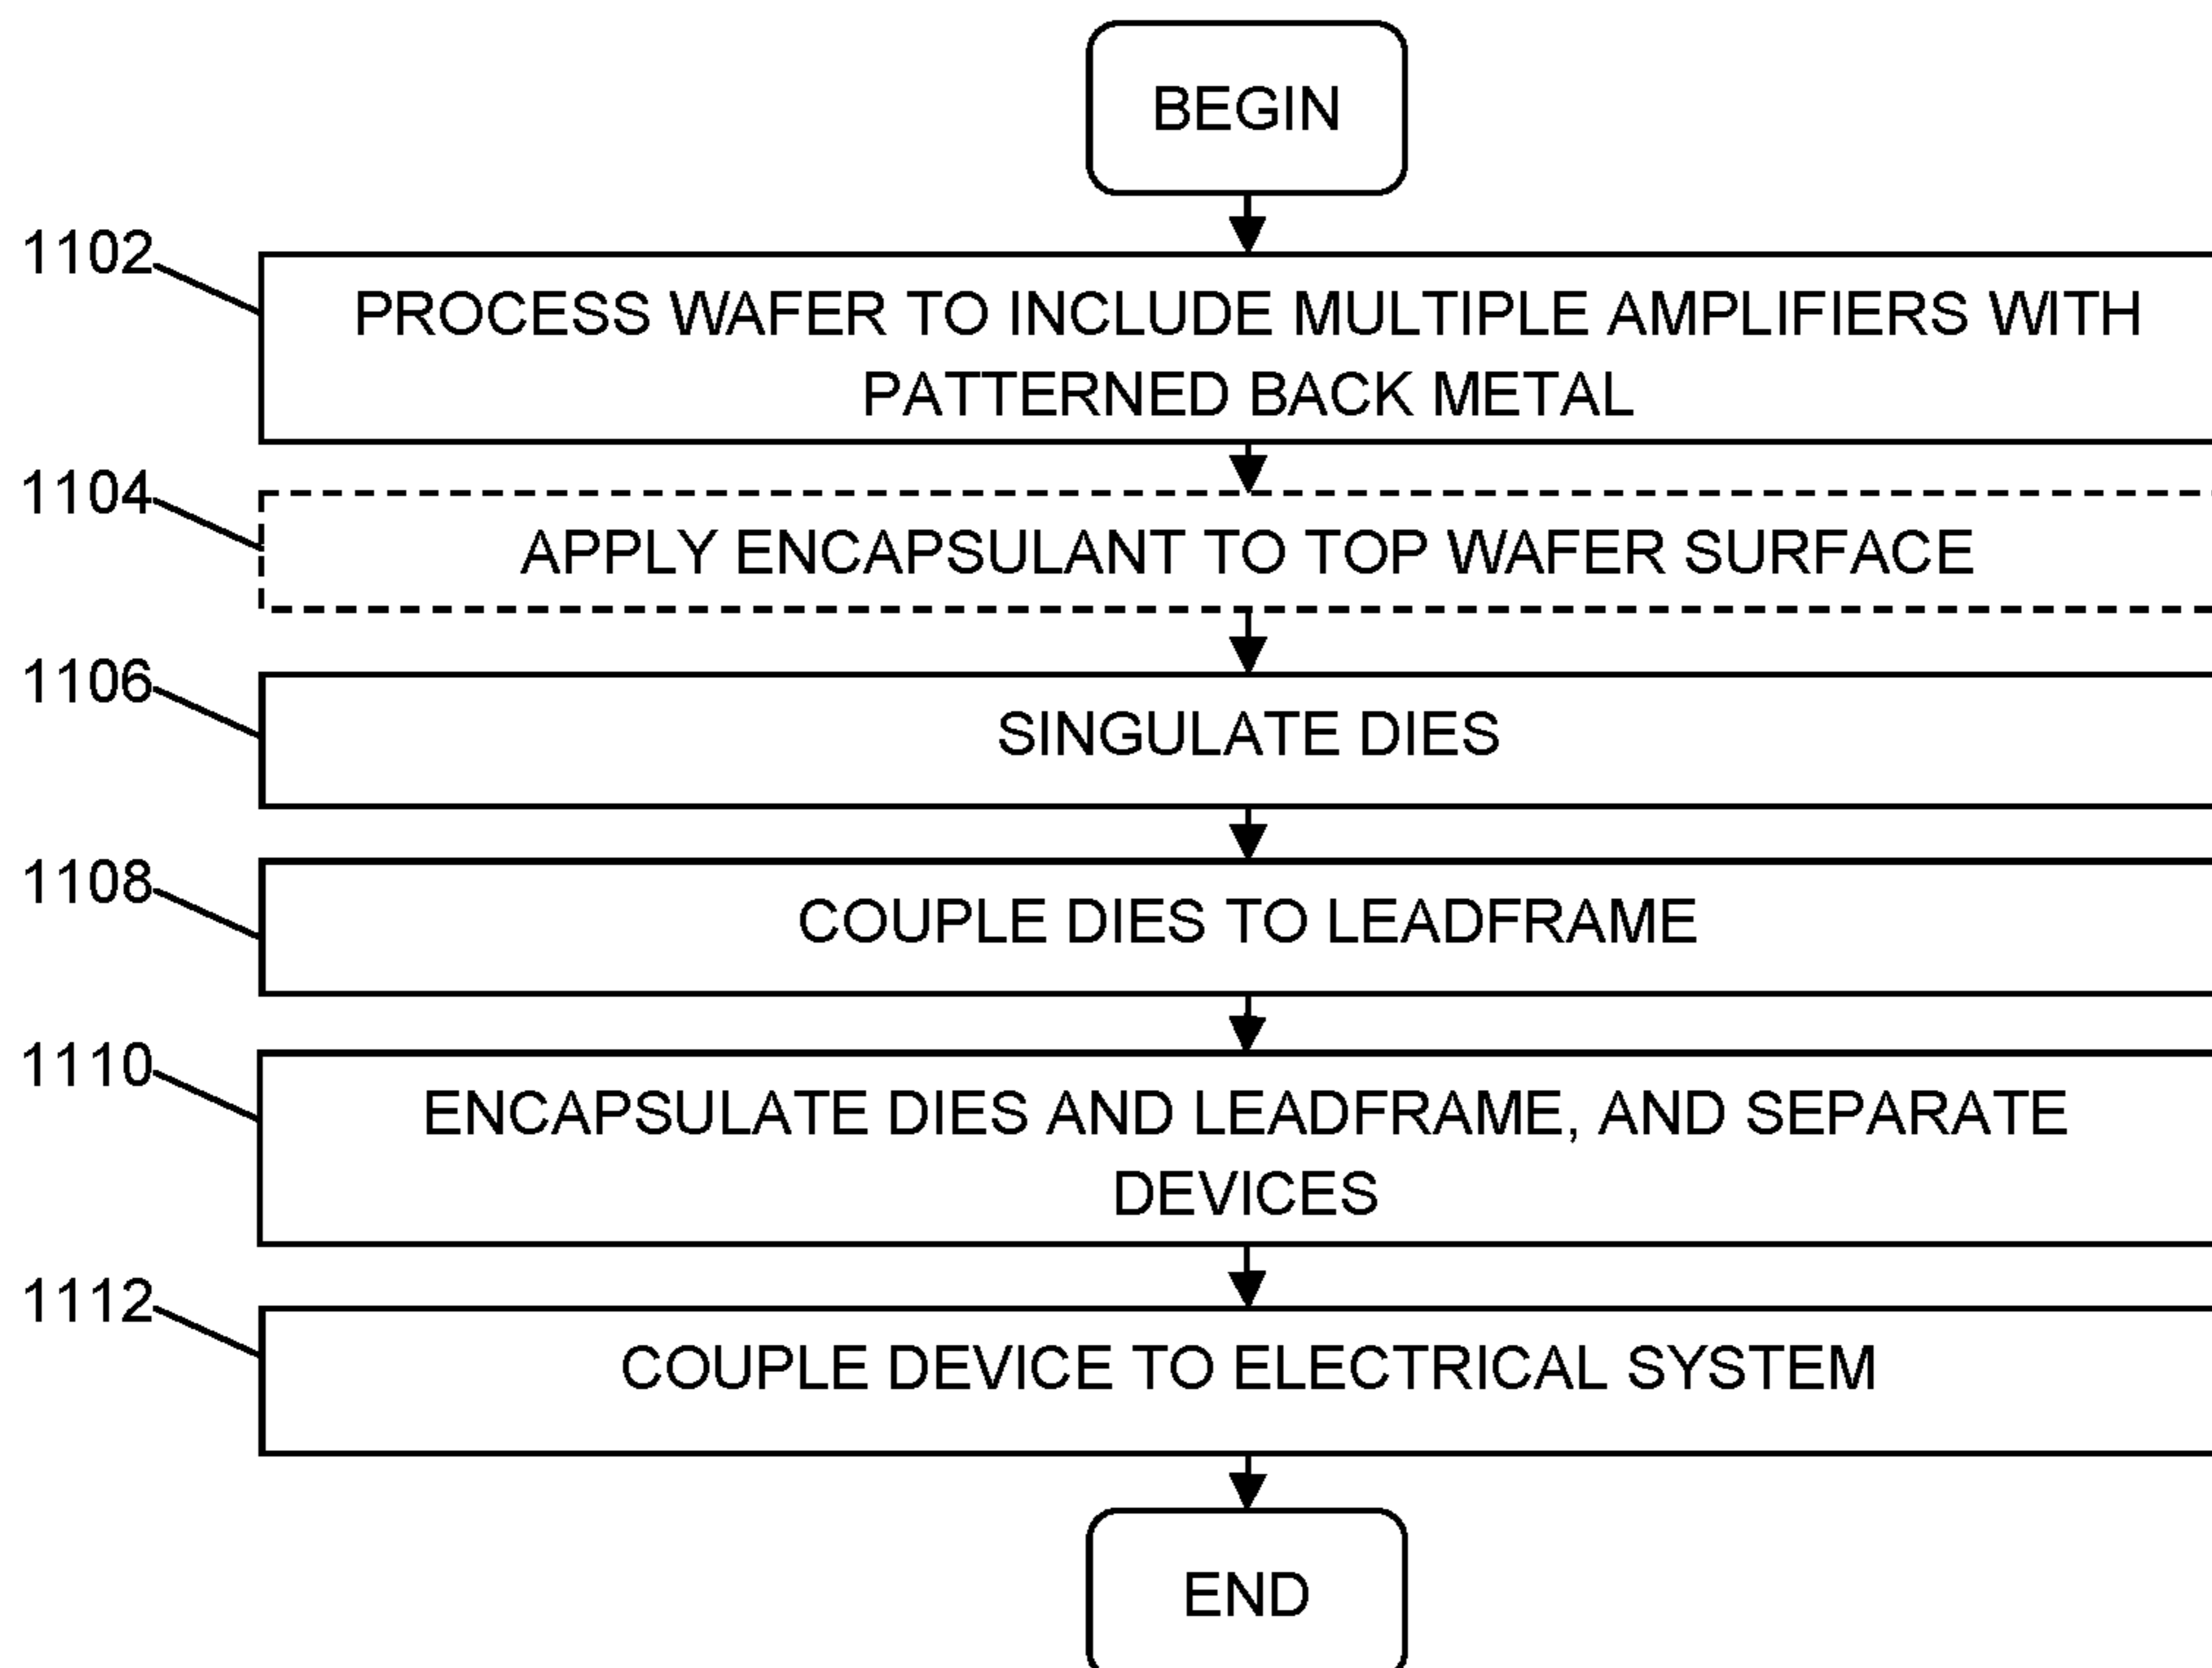 BEGIN
1102
PROCESS WAFER TO INCLUDE MULTIPLE AMPLIFIERS WITH
PATTERNED BACK METAL
1104
APPLY ENCAPSULANT TO TOP WAFER SURFACE
1106
SINGULATE DIES
1108
COUPLE DIES TO LEADFRAME
1110
ENCAPSULATE DIES AND LEADFRAME, AND SEPARATE
DEVICES
1112
COUPLE DEVICE TO ELECTRICAL SYSTEM
END